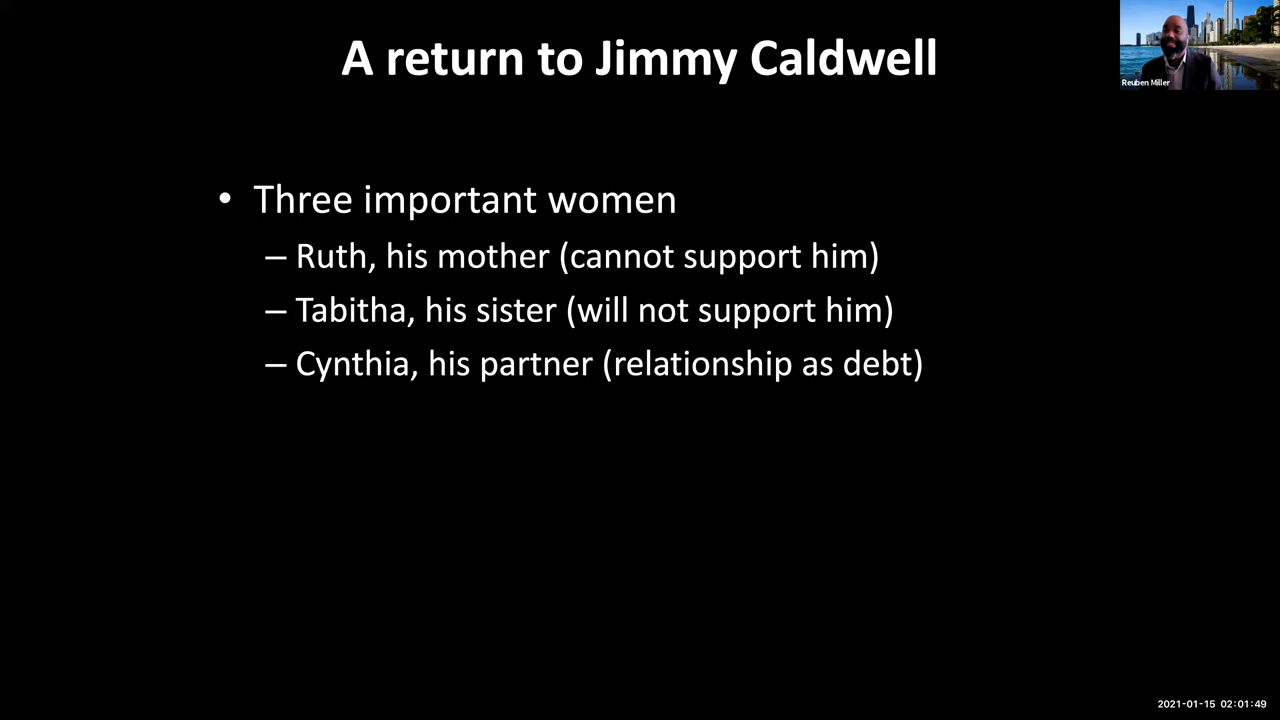 A return to Jimmy Caldwell
Reuben Miller
• Three important women
– Ruth, his mother (cannot support him)
– Tabitha, his sister (will not support him)
– Cynthia, his partner (relationship as debt)
2021-01-15 02:01:49